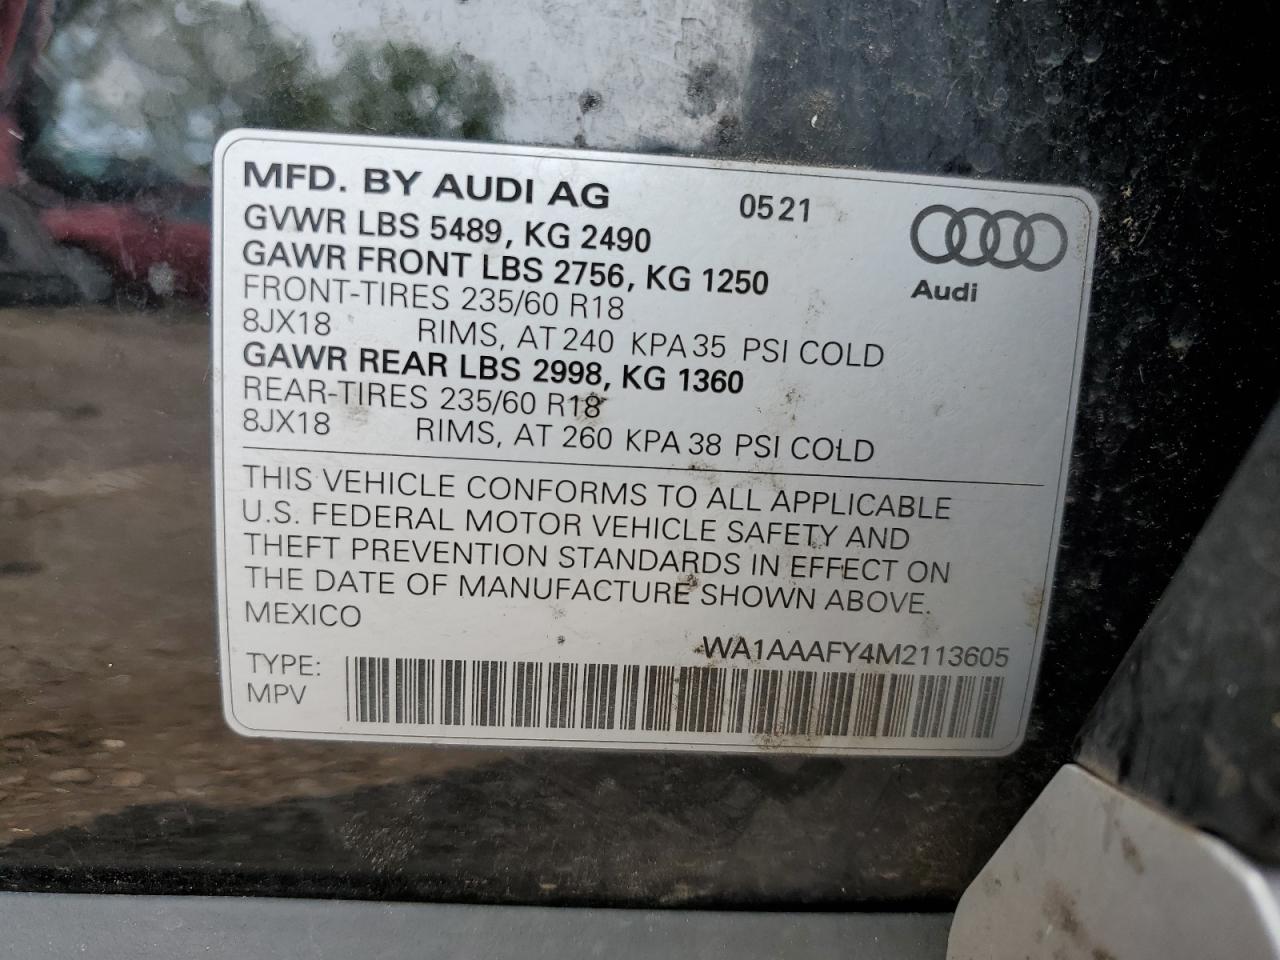 MFD. BY AUDI AG 0521
GVWR LBS 5489, KG 2490
GAWR FRONT LBS 2756, KG 1250
Audi
FRONT-TIRES 235/60 R18
8JX18 RIMS, AT 240 KPA 35 PSI COLD
GAWR REAR LBS 2998, KG 1360
REAR-TIRES 235/60 R18
8JX18 RIMS, AT 260 KPA 38 PSI COLD
THIS VEHICLE CONFORMS TO ALL APPLICABLE
U.S. FEDERAL MOTOR VEHICLE SAFETY AND
THEFT PREVENTION STANDARDS IN EFFECT ON
THE DATE OF MANUFACTURE SHOWN ABOVE.
MEXICO
WA1AAAFY4M2113605
TYPE:
MPV